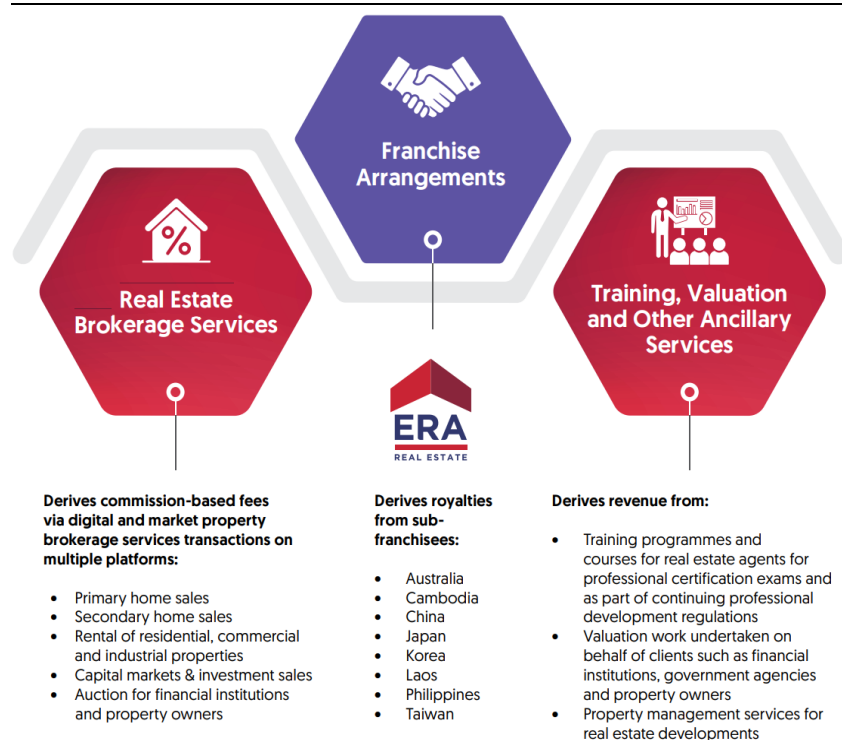 Franchise
Arrangements
Real Estate
Brokerage Services
Training, Valuation
and Other Ancillary
Services
ERA
REAL ESTATE
Derives commission-based fees
via digital and market property
brokerage services transactions on
multiple platforms:
• Primary home sales
• Secondary home sales
• Rental of residential, commercial
and industrial properties
• Capital markets & investment sales
• Auction for financial institutions
and property owners
Derives royalties
from sub-
franchisees:
• Australia
• Cambodia
• China
• Japan
• Korea
• Laos
• Philippines
• Taiwan
Derives revenue from:
• Training programmes and
courses for real estate agents for
professional certification exams and
as part of continuing professional
development regulations
• Valuation work undertaken on
behalf of clients such as financial
institutions, government agencies
and property owners
• Property management services for
real estate developments